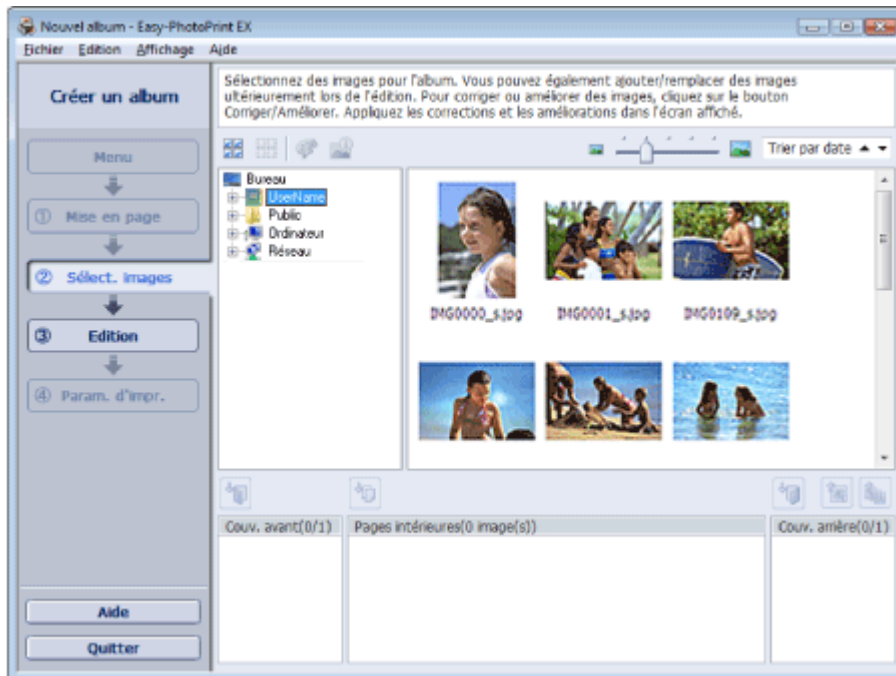 Nouvel album - Easy-PhotoPrint EX
Fichier Edition Affichage Aide
Créer un album
Sélectionnez des images pour l'album. Vous pouvez également ajouter/remplacer des images
ultérieurement lors de l'édition. Pour corriger ou améliorer des images, cliquez sur le bouton
Corriger/Améliorer. Appliquez les corrections et les améliorations dans l'écran affiché.
Menu
① Mise en page
② Sélect. images
③ Edition
④ Param. d'impr.
Trier par date
Bureau
UserName
Public
Ordinateur
Réseau
IMG0000_s.jpg IMG0001_s.jpg IMG0109_s.jpg
Couv. avant(0/1) Pages intérieures(0 image(s)) Couv. arrière(0/1)
Aide
Quitter